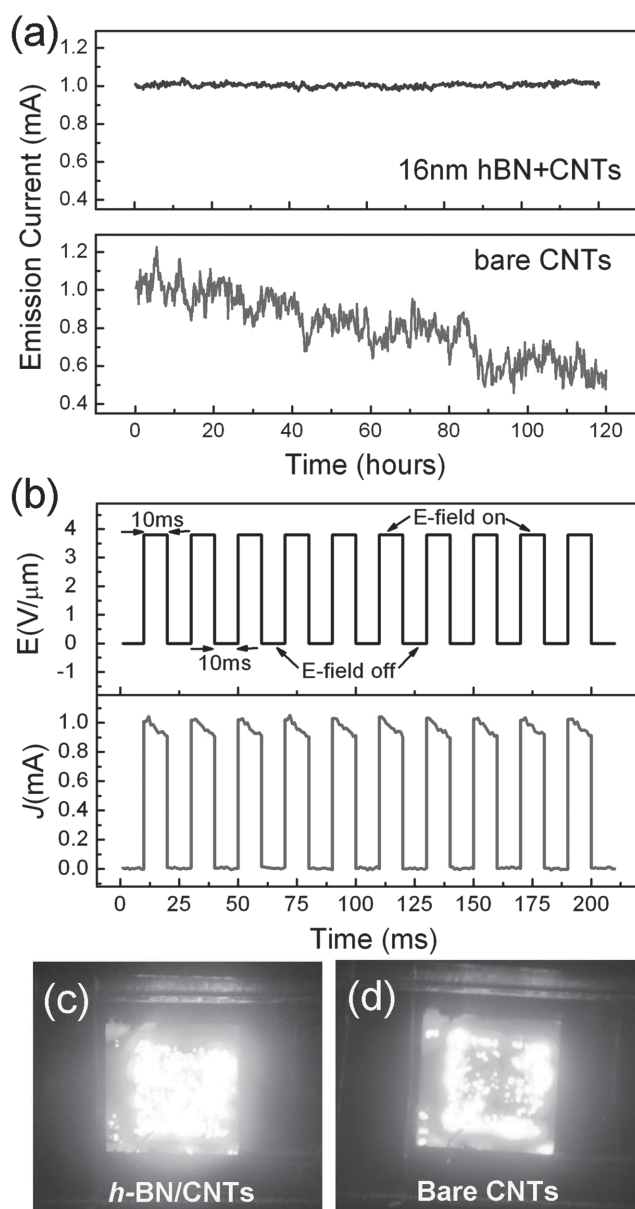 (a)
Emission Current (mA)
1.2
1.0
0.8
0.6
0.4
16nm hBN+CNTs
1.2
1.0
0.8
0.6
0.4
bare CNTs
0 20 40 60 80 100 120
Time (hours)
(b)
E(V/μm)
4
3
2
1
0
-1
10ms
E-field on
10ms
E-field off
J(mA)
1.0
0.8
0.6
0.4
0.2
0.0
0 25 50 75 100 125 150 175 200
Time (ms)
(c)
h-BN/CNTs
(d)
Bare CNTs